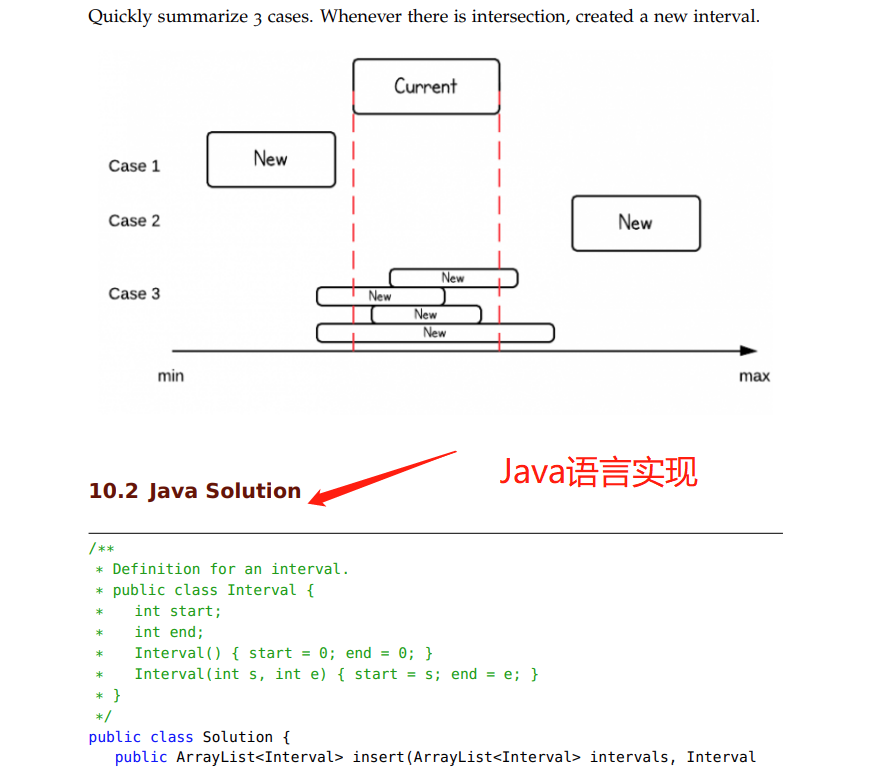 Quickly summarize 3 cases. Whenever there is intersection, created a new interval.
Current
New
Case 1
Case 2
New
New
Case 3
New
New
New
min
max
Java语言实现
10.2 Java Solution
/**
* Definition for an interval.
* public class Interval {
*   int start;
*   int end;
*   Interval() { start = 0; end = 0; }
*   Interval(int s, int e) { start = s; end = e; }
* }
*/
public class Solution {
public ArrayList<Interval> insert(ArrayList<Interval> intervals, Interval